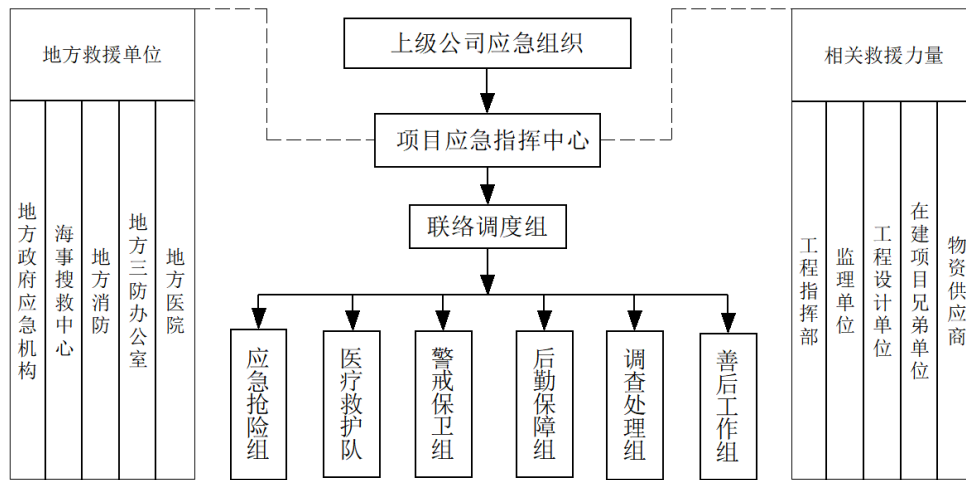 地方救援单位
地方政府应急机构
海事搜救中心
地方消防
地方三防办公室
地方医院
上级公司应急组织
项目应急指挥中心
联络调度组
应急抢险组
医疗救护队
警戒保卫组
后勤保障组
调查处理组
善后工作组
相关救援力量
工程指挥部
监理单位
工程设计单位
在建项目兄弟单位
物资供应商